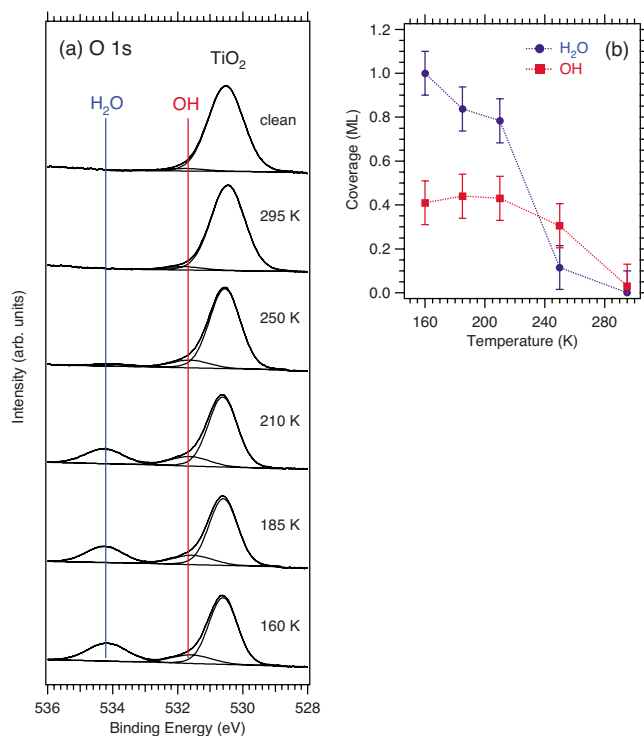 (a) O 1s
TiO2
H2O
OH
clean
295 K
250 K
210 K
185 K
160 K
Intensity (arb. units)
536 534 532 530 528
Binding Energy (eV)
(b)
H2O
OH
1.2
1.0
0.8
0.6
0.4
0.2
0.0
Coverage (ML)
160 200 240 280
Temperature (K)